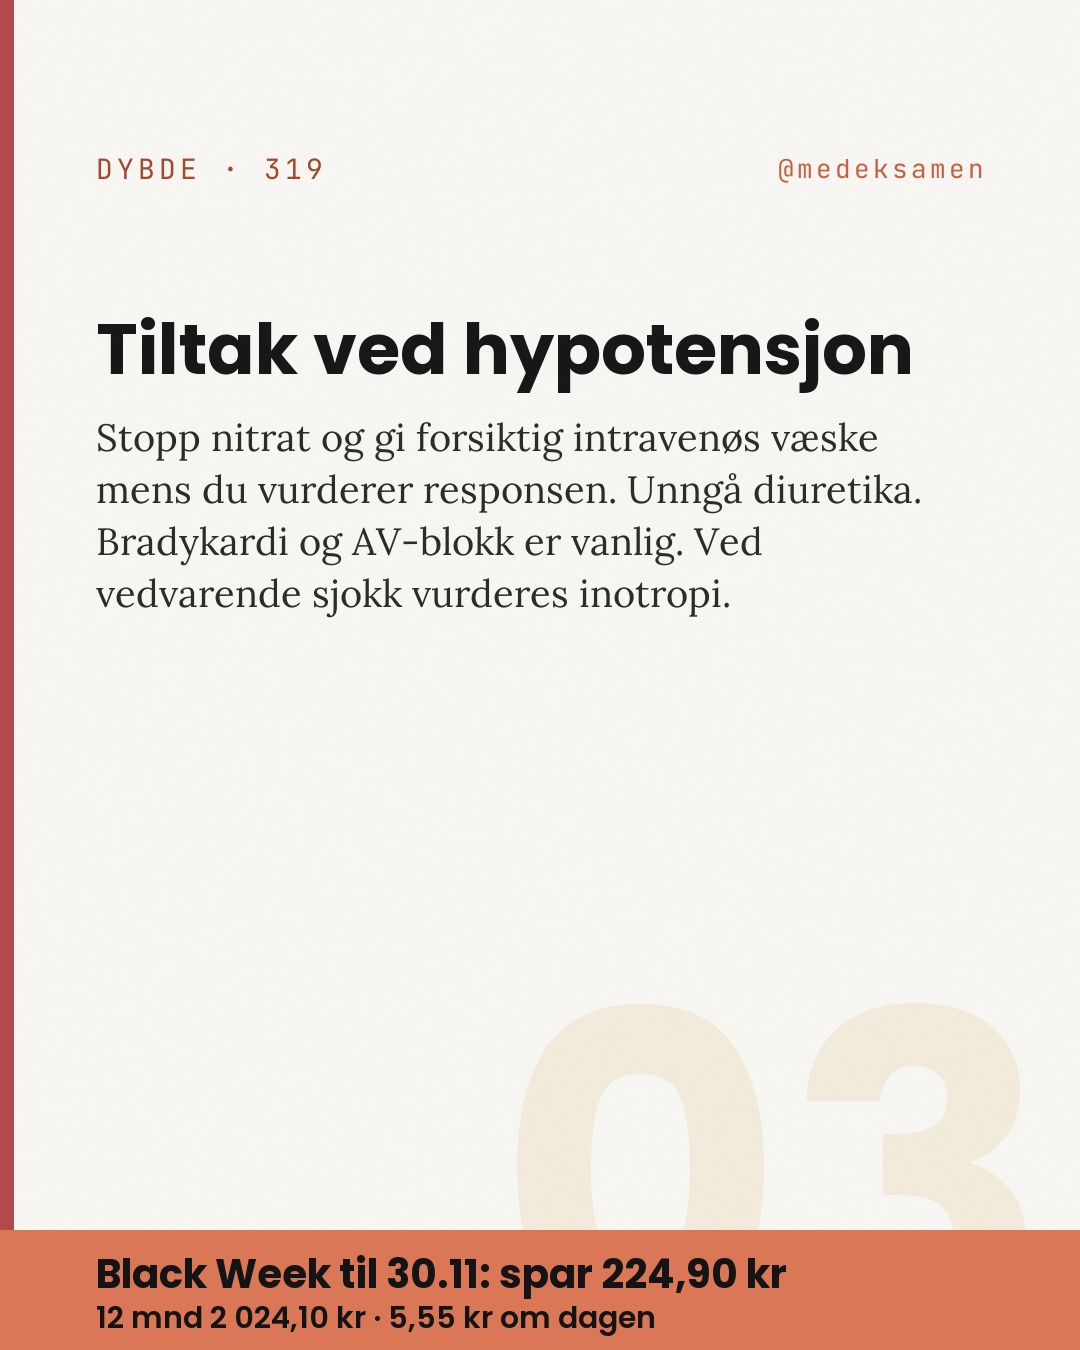 DYBDE · 319
@medeksamen
Tiltak ved hypotensjon
Stopp nitrat og gi forsiktig intravenøs væske
mens du vurderer responsen. Unngå diuretika.
Bradykardi og AV-blokk er vanlig. Ved
vedvarende sjokk vurderes inotropi.
03
Black Week til 30.11: spar 224,90 kr
12 mnd 2 024,10 kr · 5,55 kr om dagen